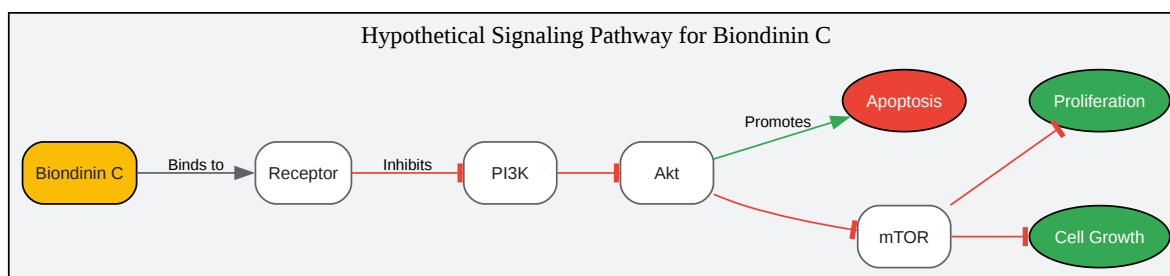 Hypothetical Signaling Pathway for Biondinin C
Biondinin C
Binds to
Receptor
Inhibits
PI3K
Akt
Promotes
Apoptosis
mTOR
Proliferation
Cell Growth